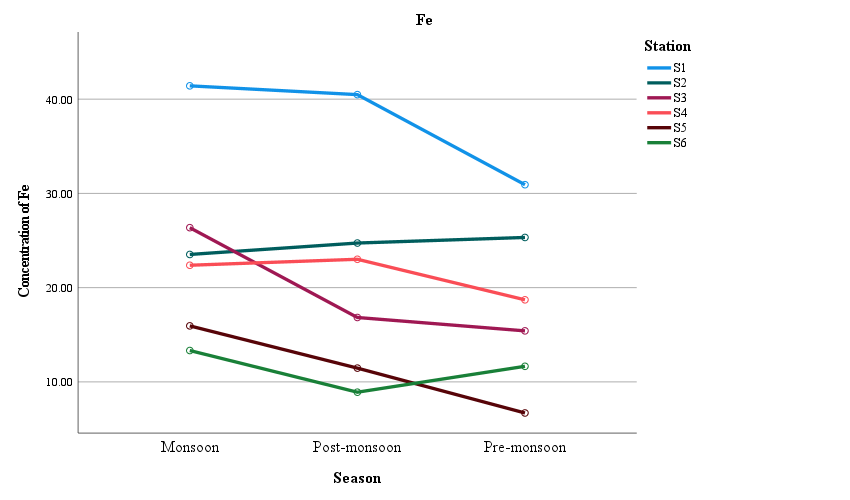 Fe
Station
S1
S2
S3
S4
S5
S6
Concentration of Fe
40.00
30.00
20.00
10.00
Monsoon Post-monsoon Pre-monsoon
Season